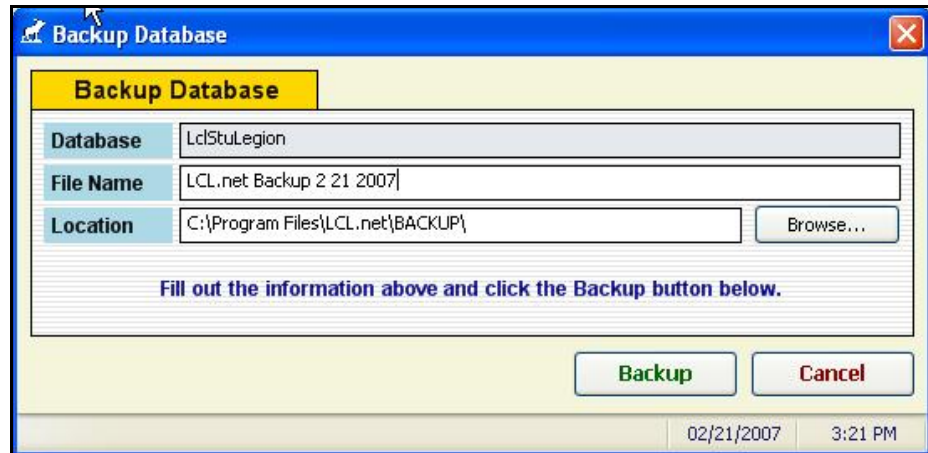 Backup Database
Backup Database
Database LclStuLegion
File Name LCL.net Backup 2 21 2007
Location C:\Program Files\LCL.net\BACKUP\ Browse...
Fill out the information above and click the Backup button below.
Backup Cancel
02/21/2007 3:21 PM